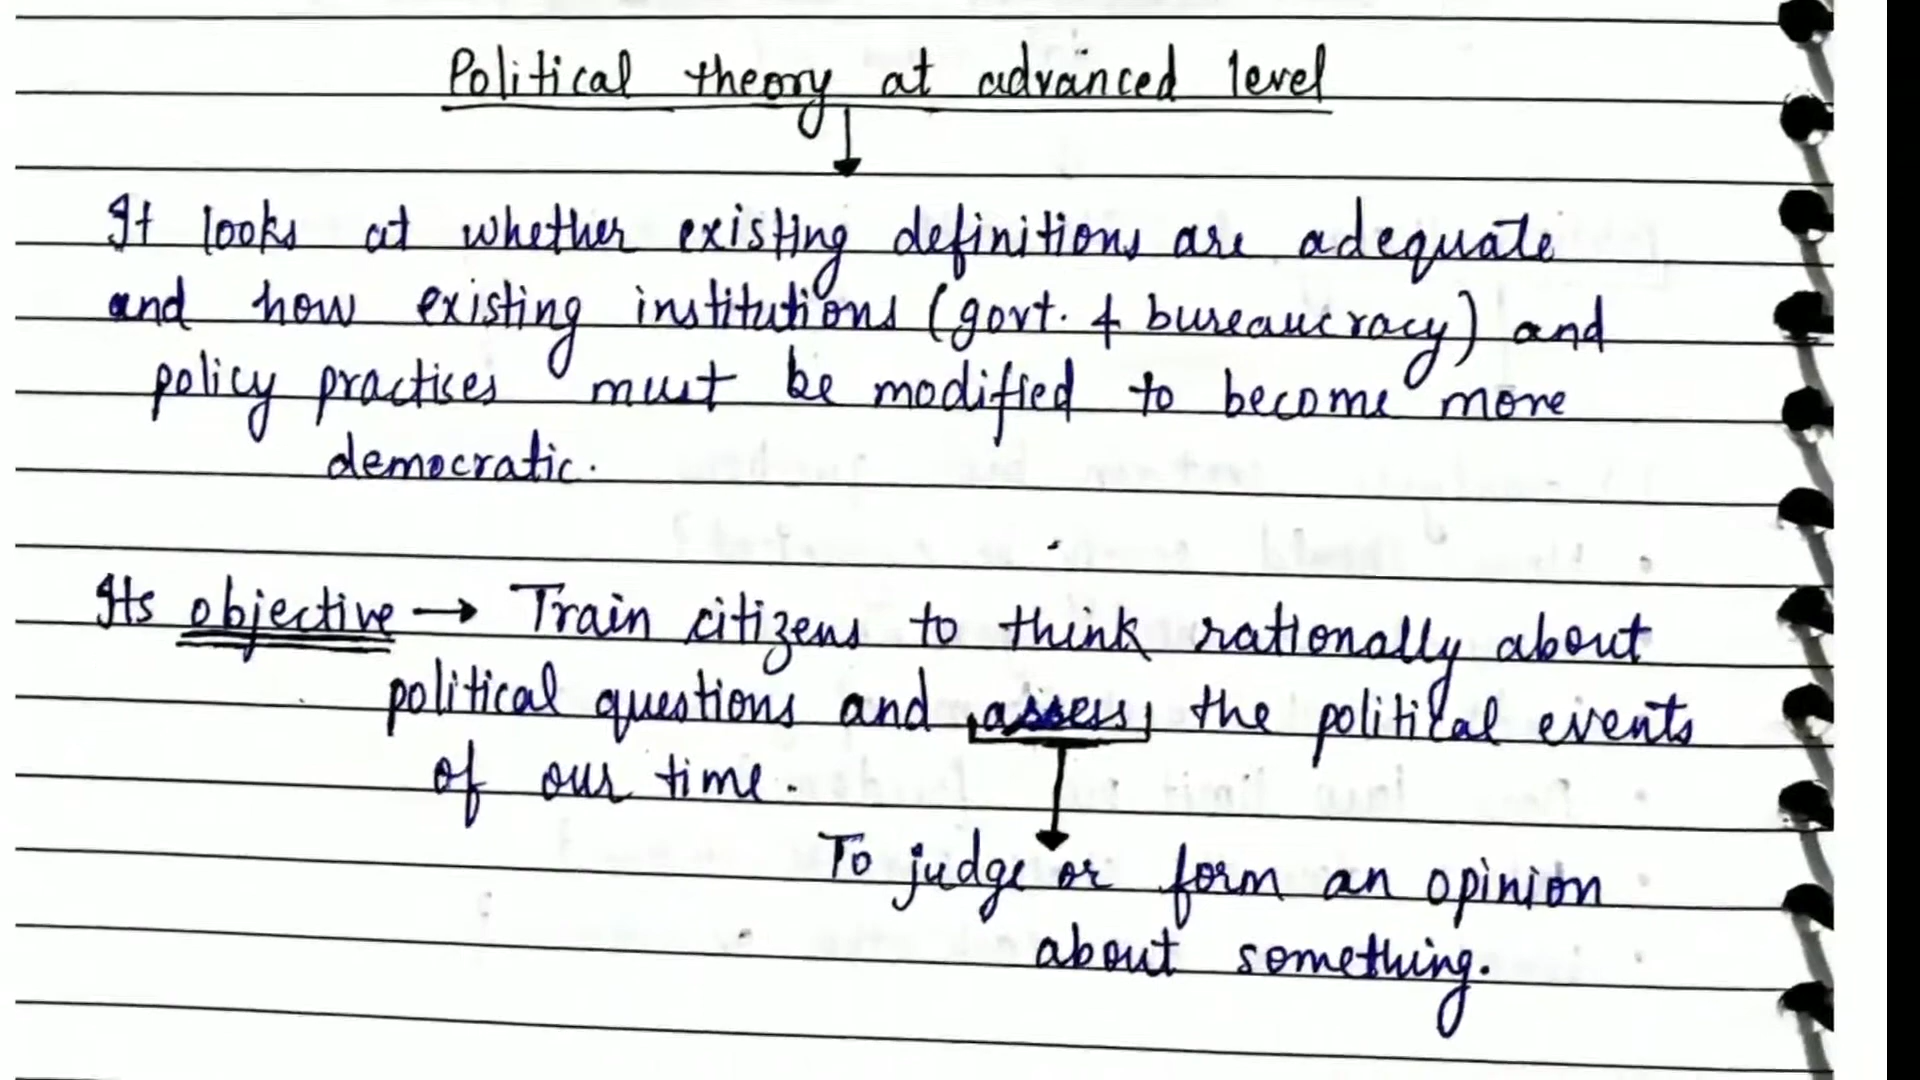 Political theory at advanced level
It looks at whether existing definitions are adequate
and how existing institutions (govt. & bureaucracy) and
policy practices must be modified to become more
democratic.
Its objective → Train citizens to think rationally about
political questions and assess the political events
of our time.
To judge or form an opinion
about something.